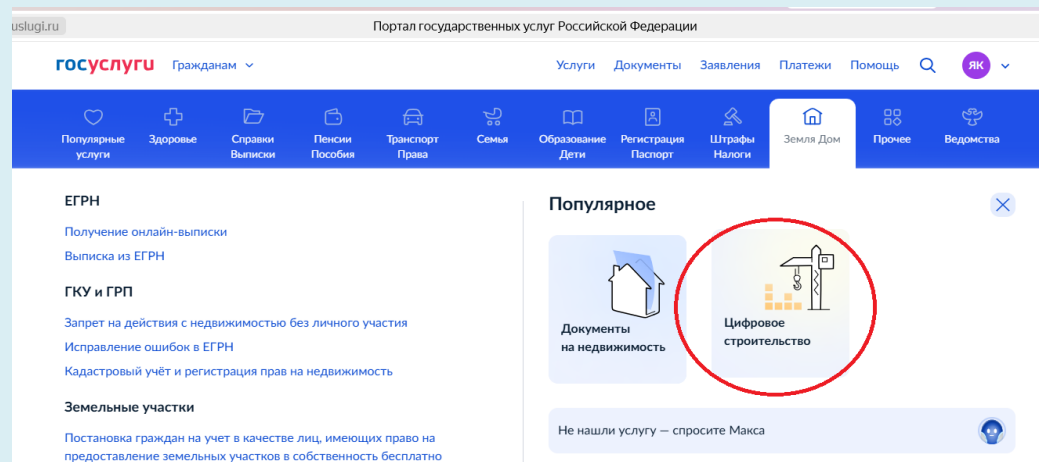 uslugi.ru
Портал государственных услуг Российской Федерации
госуслуги Гражданам
Услуги Документы Заявления Платежи Помощь ЯК
Популярные услуги
Здоровье
Справки Выписки
Пенсии Пособия
Транспорт Права
Семья
Образование Дети
Регистрация Паспорт
Штрафы Налоги
Земля Дом
Прочее
Ведомства
ЕГРН
Получение онлайн-выписки
Выписка из ЕГРН
ГКУ и ГРП
Запрет на действия с недвижимостью без личного участия
Исправление ошибок в ЕГРН
Кадастровый учёт и регистрация прав на недвижимость
Земельные участки
Постановка граждан на учет в качестве лиц, имеющих право на
предоставление земельных участков в собственность бесплатно
Популярное
Документы
на недвижимость
Цифровое
строительство
Не нашли услугу — спросите Макса